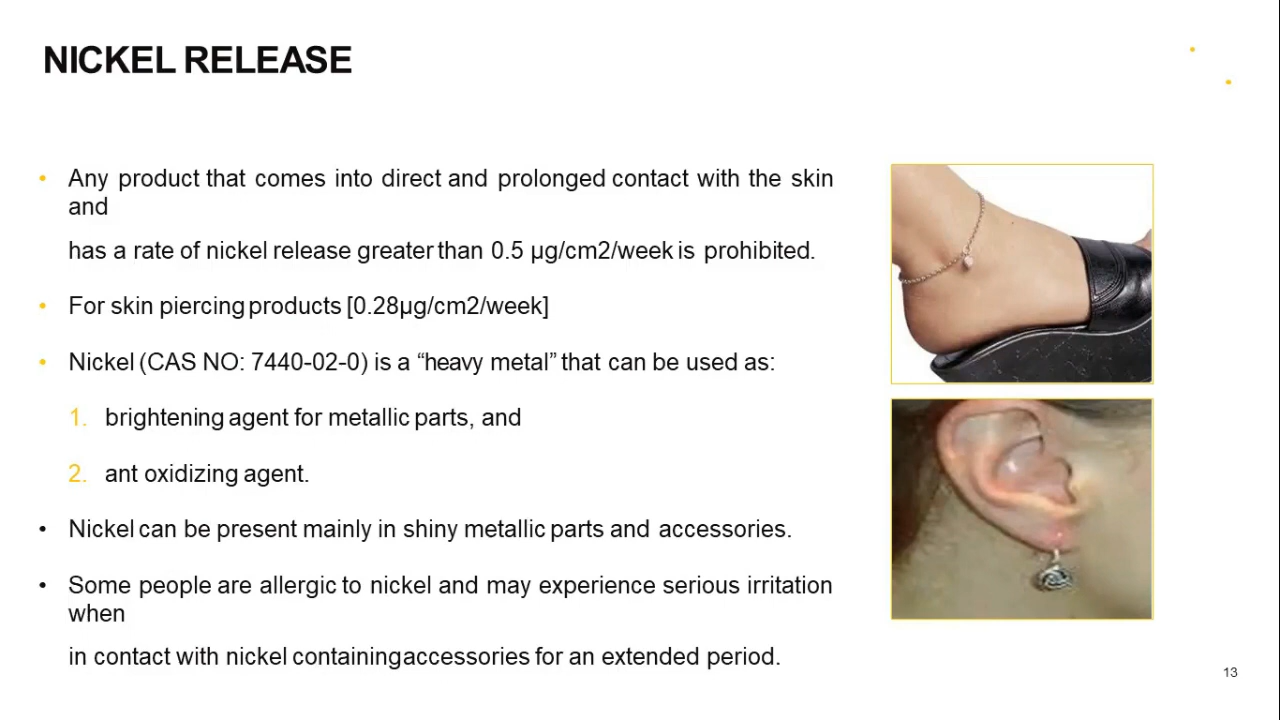 NICKEL RELEASE
• Any product that comes into direct and prolonged contact with the skin
and
has a rate of nickel release greater than 0.5 µg/cm2/week is prohibited.
• For skin piercing products [0.28µg/cm2/week]
• Nickel (CAS NO: 7440-02-0) is a “heavy metal” that can be used as:
1. brightening agent for metallic parts, and
2. ant oxidizing agent.
• Nickel can be present mainly in shiny metallic parts and accessories.
• Some people are allergic to nickel and may experience serious irritation
when
in contact with nickel containing accessories for an extended period.
13